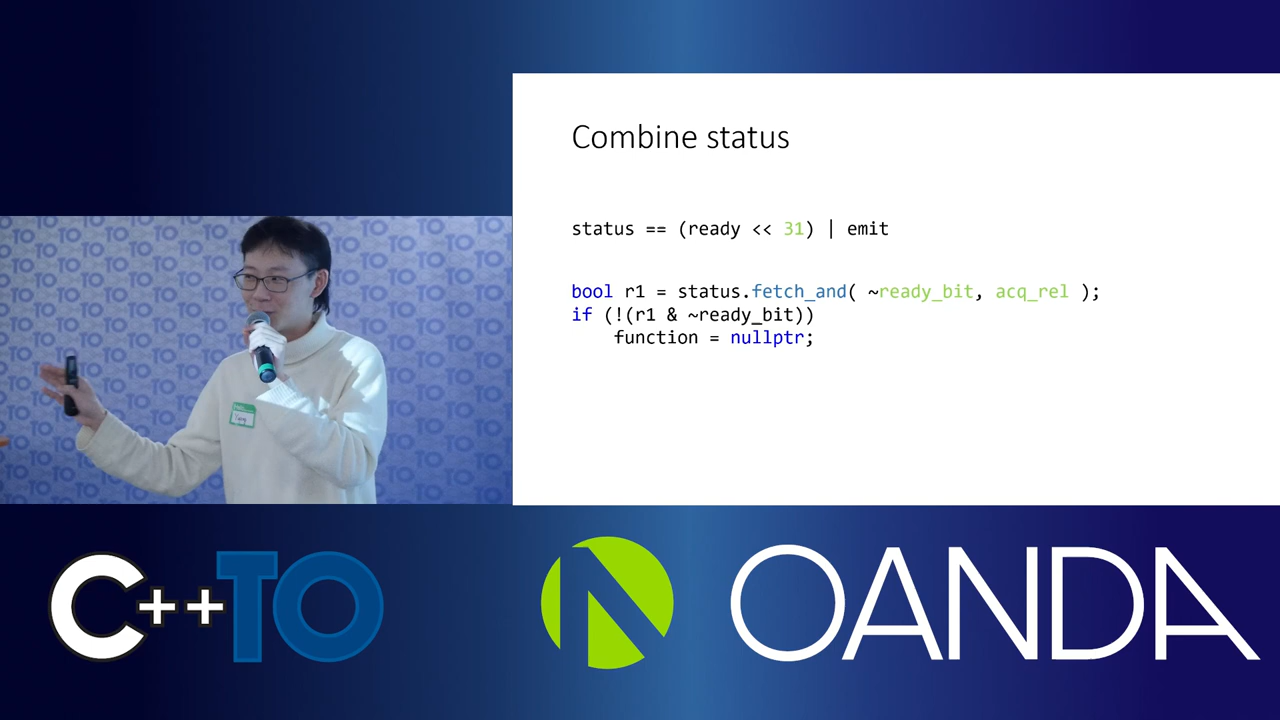 Combine status
status == (ready << 31) | emit
bool r1 = status.fetch_and( ~ready_bit, acq_rel );
if (!(r1 & ~ready_bit))
function = nullptr;
C++TO
OANDA